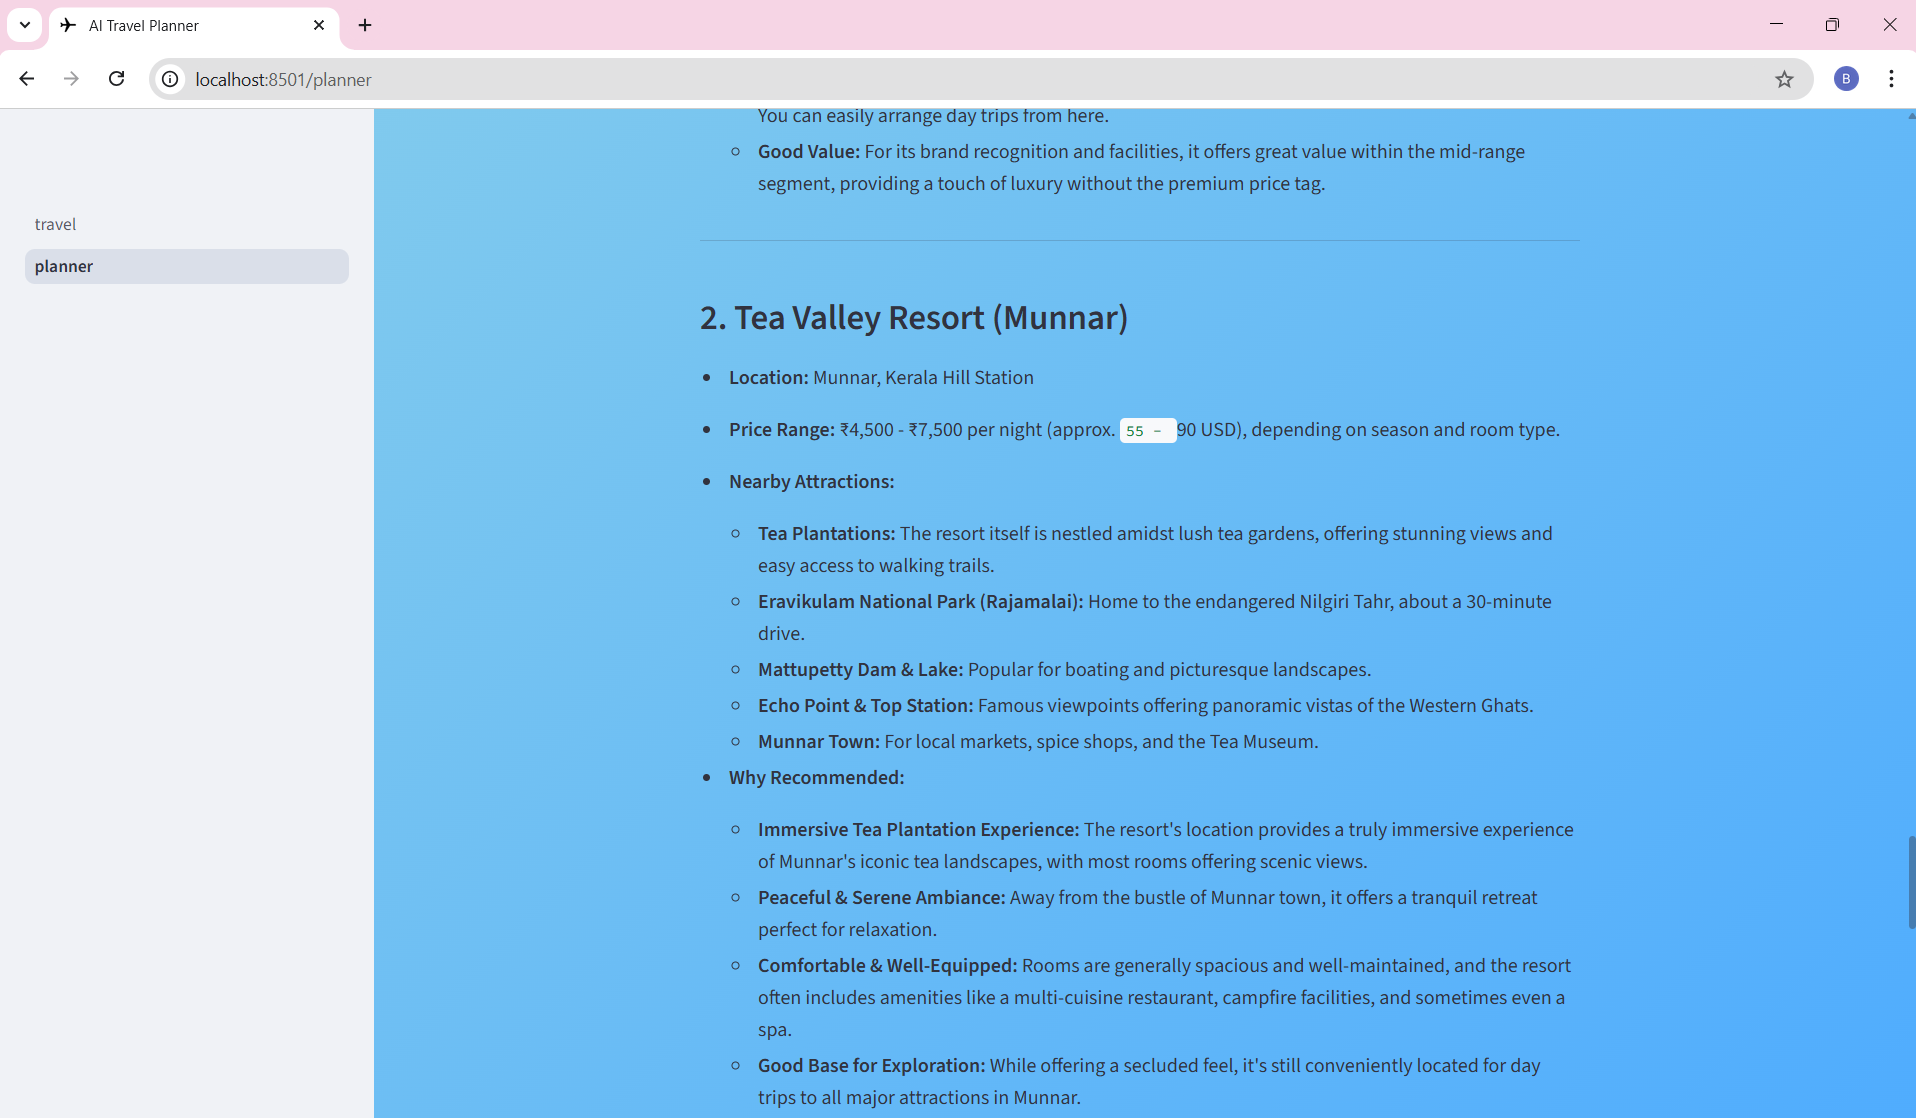 AI Travel Planner
localhost:8501/planner
B
travel
planner
You can easily arrange day trips from here.
Good Value: For its brand recognition and facilities, it offers great value within the mid-range
segment, providing a touch of luxury without the premium price tag.
2. Tea Valley Resort (Munnar)
Location: Munnar, Kerala Hill Station
Price Range: ₹4,500 - ₹7,500 per night (approx. 55 − 90 USD), depending on season and room type.
Nearby Attractions:
Tea Plantations: The resort itself is nestled amidst lush tea gardens, offering stunning views and
easy access to walking trails.
Eravikulam National Park (Rajamalai): Home to the endangered Nilgiri Tahr, about a 30-minute
drive.
Mattupetty Dam & Lake: Popular for boating and picturesque landscapes.
Echo Point & Top Station: Famous viewpoints offering panoramic vistas of the Western Ghats.
Munnar Town: For local markets, spice shops, and the Tea Museum.
Why Recommended:
Immersive Tea Plantation Experience: The resort's location provides a truly immersive experience
of Munnar's iconic tea landscapes, with most rooms offering scenic views.
Peaceful & Serene Ambiance: Away from the bustle of Munnar town, it offers a tranquil retreat
perfect for relaxation.
Comfortable & Well-Equipped: Rooms are generally spacious and well-maintained, and the resort
often includes amenities like a multi-cuisine restaurant, campfire facilities, and sometimes even a
spa.
Good Base for Exploration: While offering a secluded feel, it's still conveniently located for day
trips to all major attractions in Munnar.